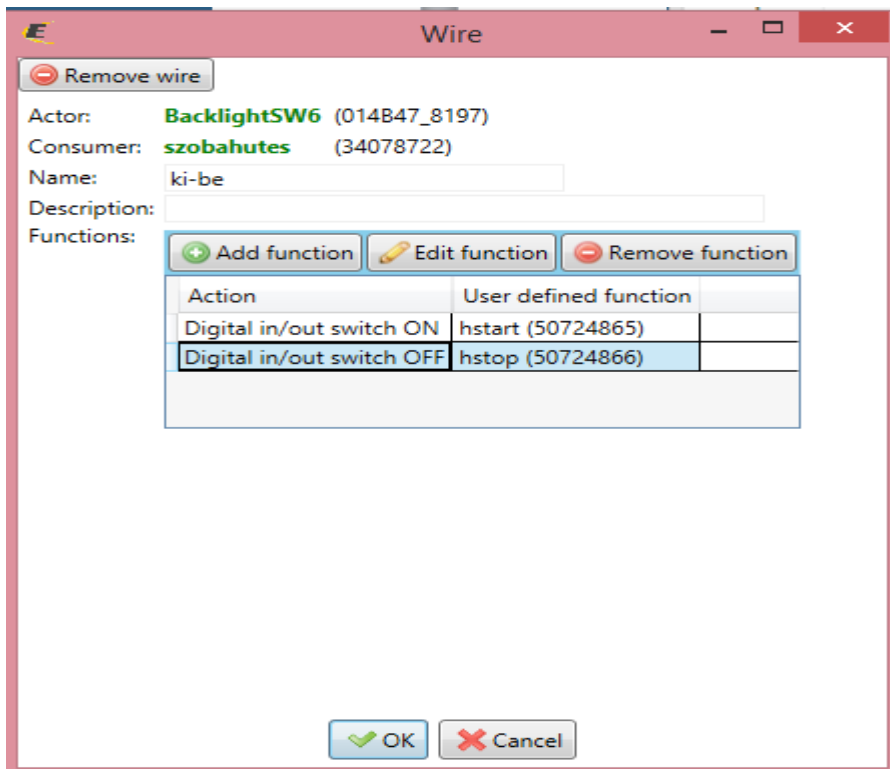 Wire
Remove wire
Actor: BacklightSW6 (014B47_8197)
Consumer: szobahutes (34078722)
Name: ki-be
Description:
Functions:
Add function Edit function Remove function
Action User defined function
Digital in/out switch ON hstart (50724865)
Digital in/out switch OFF hstop (50724866)
OK Cancel